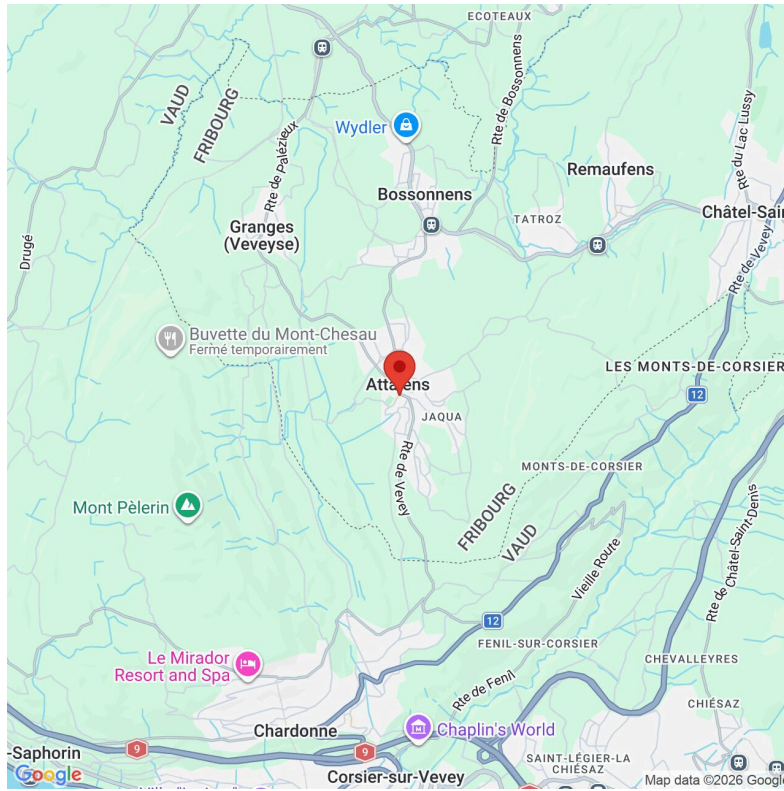 ECOTEAUX
VAUD
FRIBOURG
Rte de Palézieux
Wydler
Rte de Bossonnens
Rte du Lac Lussy
Remaufens
Bossonnens
TATROZ
Châtel-Sai
Granges
(Veveyse)
Drugé
Rte de Vevey
Buvette du Mont-Chesau
Fermé temporairement
LES MONTS-DE-CORSIER
12
Attalens
JAQUA
Rte de Vevey
MONTS-DE-CORSIER
Mont Pèlerin
FRIBOURG
VAUD
Vieille Route
Rte de Châtel-Saint-Denis
12
FENIL-SUR-CORSIER
Le Mirador
Resort and Spa
CHEVALLEYRES
Rte de Fenil
CHIÉSAZ
Chardonne
Chaplin's World
-Saphorin
9
9
SAINT-LÉGIER-LA
CHIÉSAZ
Google
Corsier-sur-Vevey
9
Map data ©2026 Google